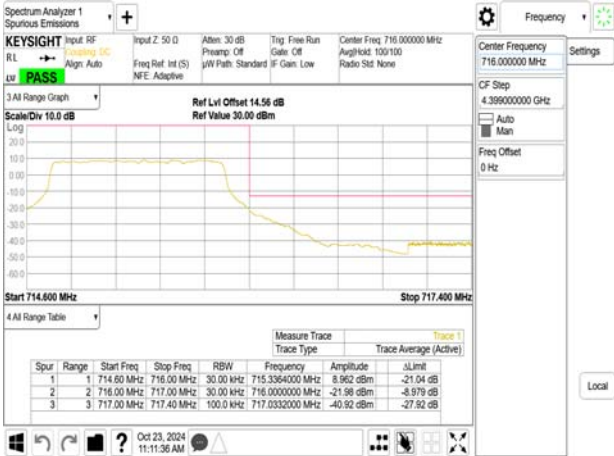 Spectrum Analyzer 1
Spurious Emissions
+
Frequency
KEYSIGHT
Input: RF
Coupling: DC
Align: Auto
Input Z: 50 Ω
Freq Ref: Int (S)
NFE: Adaptive
Atten: 30 dB
Preamp: Off
µW Path: Standard
Trig: Free Run
Gate: Off
IF Gain: Low
Center Freq: 716.000000 MHz
Avg|Hold: 100/100
Radio Std: None
RL
PASS
Center Frequency
716.000000 MHz
Settings
CF Step
4.399000000 GHz
Auto
Man
Freq Offset
0 Hz
3 All Range Graph
Scale/Div 10.0 dB
Ref Lvl Offset 14.56 dB
Ref Value 30.00 dBm
Log
20.0
10.0
0.00
-10.0
-20.0
-30.0
-40.0
-50.0
-60.0
Start 714.600 MHz
Stop 717.400 MHz
4 All Range Table
Measure Trace Trace 1
Trace Type Trace Average (Active)
Spur Range Start Freq Stop Freq RBW Frequency Amplitude ΔLimit
1 1 714.60 MHz 716.00 MHz 30.00 kHz 715.3364000 MHz 8.962 dBm -21.04 dB
2 2 716.00 MHz 717.00 MHz 30.00 kHz 716.0000000 MHz -21.98 dBm -8.979 dB
3 3 717.00 MHz 717.40 MHz 100.0 kHz 717.0332000 MHz -40.92 dBm -27.92 dB
Local
?
Oct 23, 2024
11:11:36 AM